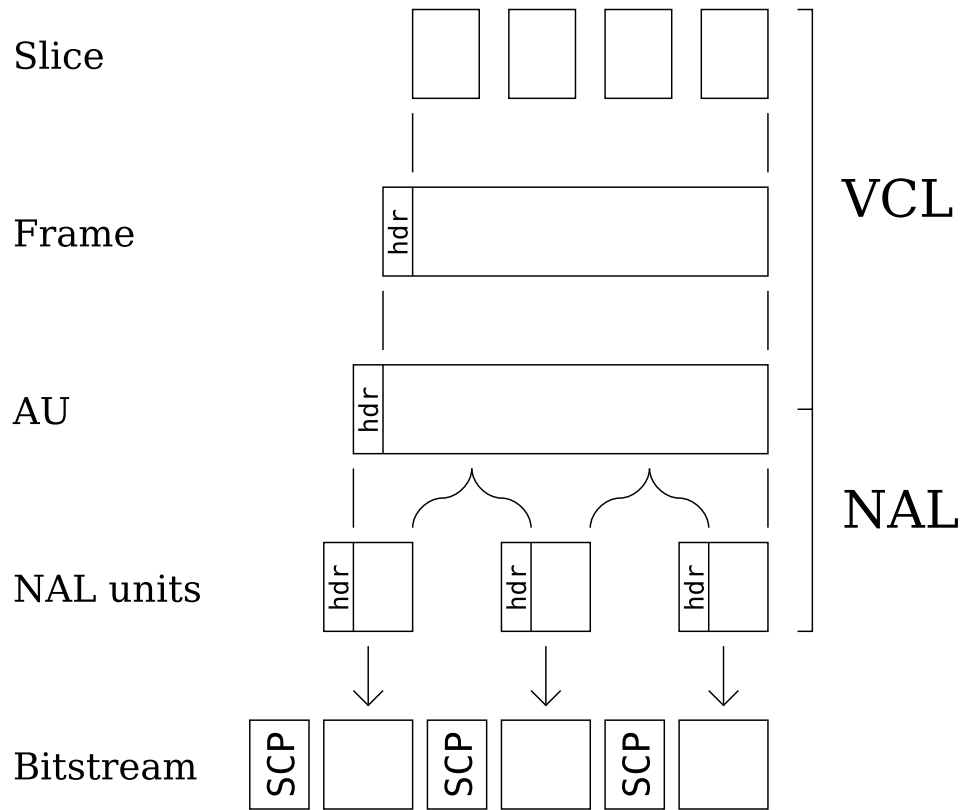 Slice
VCL
Frame
hdr
AU
hdr
NAL
NAL units
hdr
hdr
hdr
Bitstream
SCP
SCP
SCP